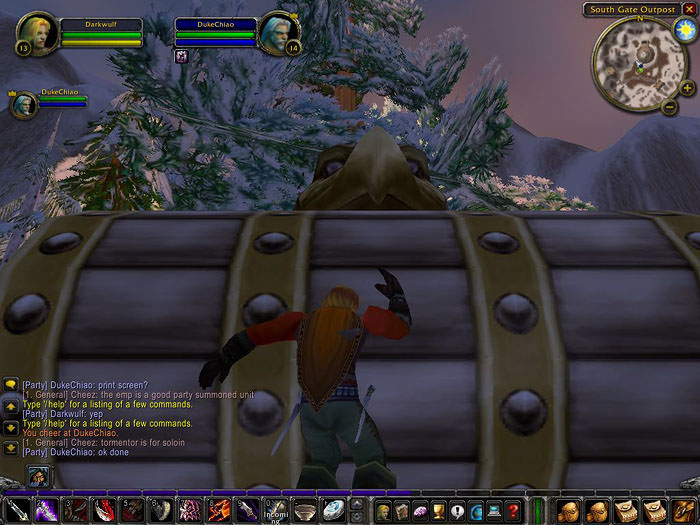 Darkwulf
DukeChiao
South Gate Outpost
N
13
14
DukeChiao
[Party] DukeChiao: print screen?
[1. General] Cheez: the emp is a good party summoned unit
Type '/help' for a listing of a few commands.
[Party] Darkwulf: yep
Type '/help' for a listing of a few commands.
You cheer at DukeChiao.
[1. General] Cheez: tormentor is for soloin
[Party] DukeChiao: ok done
Incomi
ng